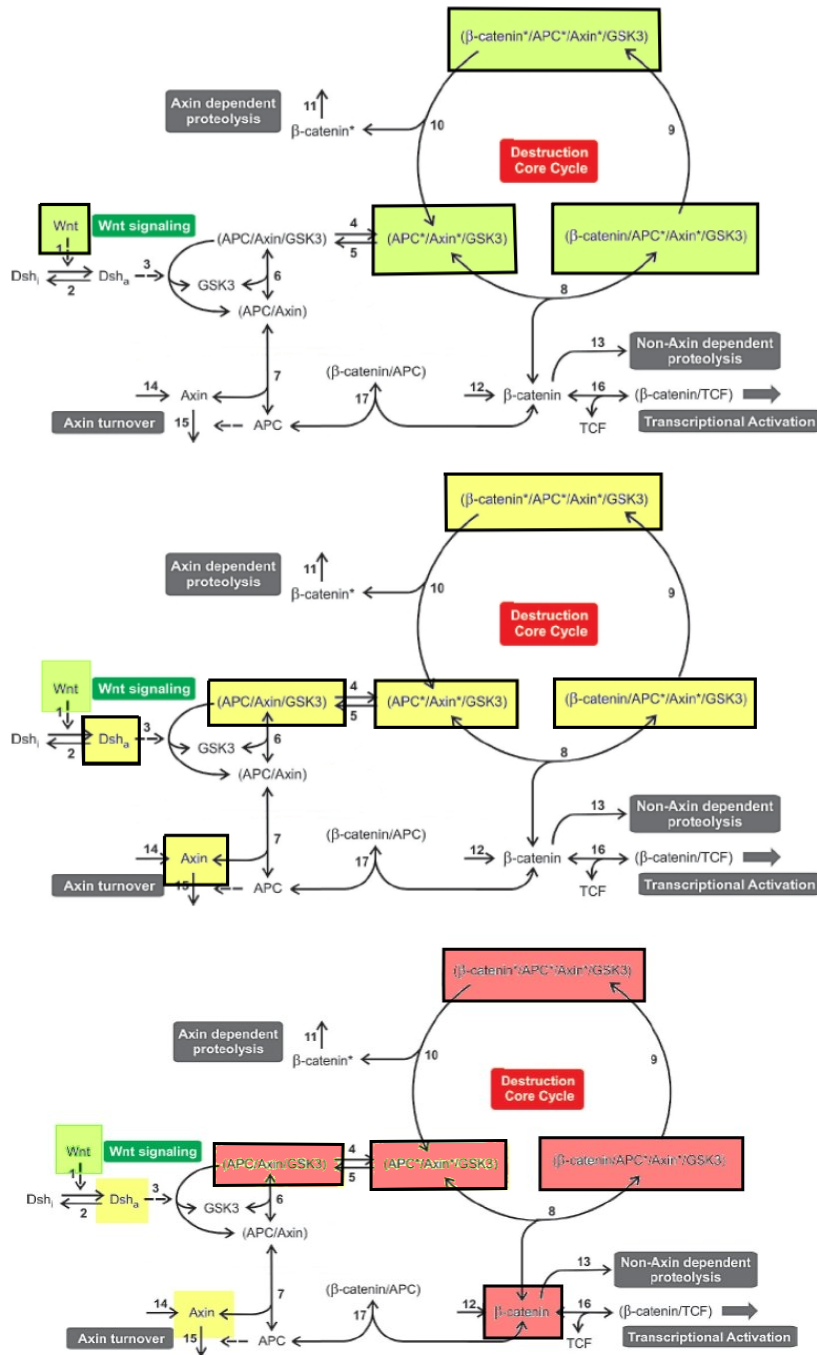 (β-catenin*/APC*/Axin*/GSK3)
Axin dependent
proteolysis
11
β-catenin*
10
9
Destruction
Core Cycle
Wnt
Wnt signaling
1
(APC/Axin/GSK3)
4
5
(APC*/Axin*/GSK3)
(β-catenin/APC*/Axin*/GSK3)
Dshi
2
Dsha
3
GSK3
6
(APC/Axin)
8
7
(β-catenin/APC)
13
Non-Axin dependent
proteolysis
14
Axin
17
12
β-catenin
16
(β-catenin/TCF)
Axin turnover
15
APC
TCF
Transcriptional Activation
(β-catenin*/APC*/Axin*/GSK3)
Axin dependent
proteolysis
11
β-catenin*
10
9
Destruction
Core Cycle
Wnt
Wnt signaling
1
(APC/Axin/GSK3)
4
5
(APC*/Axin*/GSK3)
(β-catenin/APC*/Axin*/GSK3)
Dshi
2
Dsha
3
GSK3
6
(APC/Axin)
8
7
(β-catenin/APC)
13
Non-Axin dependent
proteolysis
14
Axin
17
12
β-catenin
16
(β-catenin/TCF)
Axin turnover
15
APC
TCF
Transcriptional Activation
(β-catenin*/APC*/Axin*/GSK3)
Axin dependent
proteolysis
11
β-catenin*
10
9
Destruction
Core Cycle
Wnt
Wnt signaling
1
(APC/Axin/GSK3)
4
5
(APC*/Axin*/GSK3)
(β-catenin/APC*/Axin*/GSK3)
Dshi
2
Dsha
3
GSK3
6
(APC/Axin)
8
7
(β-catenin/APC)
13
Non-Axin dependent
proteolysis
14
Axin
17
12
β-catenin
16
(β-catenin/TCF)
Axin turnover
15
APC
TCF
Transcriptional Activation